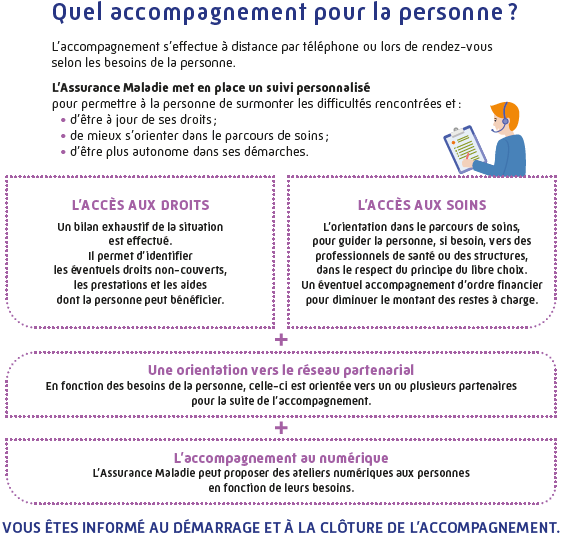 Quel accompagnement pour la personne ?
L'accompagnement s'effectue à distance par téléphone ou lors de rendez-vous
selon les besoins de la personne.
L'Assurance Maladie met en place un suivi personnalisé
pour permettre à la personne de surmonter les difficultés rencontrées et :
• d'être à jour de ses droits ;
• de mieux s'orienter dans le parcours de soins ;
• d'être plus autonome dans ses démarches.
L'ACCÈS AUX DROITS
Un bilan exhaustif de la situation
est effectué.
Il permet d'identifier
les éventuels droits non-couverts,
les prestations et les aides
dont la personne peut bénéficier.
L'ACCÈS AUX SOINS
L'orientation dans le parcours de soins,
pour guider la personne, si besoin, vers des
professionnels de santé ou des structures,
dans le respect du principe du libre choix.
Un éventuel accompagnement d'ordre financier
pour diminuer le montant des restes à charge.
+
Une orientation vers le réseau partenarial
En fonction des besoins de la personne, celle-ci est orientée vers un ou plusieurs partenaires
pour la suite de l'accompagnement.
+
L'accompagnement au numérique
L'Assurance Maladie peut proposer des ateliers numériques aux personnes
en fonction de leurs besoins.
VOUS ÊTES INFORMÉ AU DÉMARRAGE ET À LA CLÔTURE DE L'ACCOMPAGNEMENT.